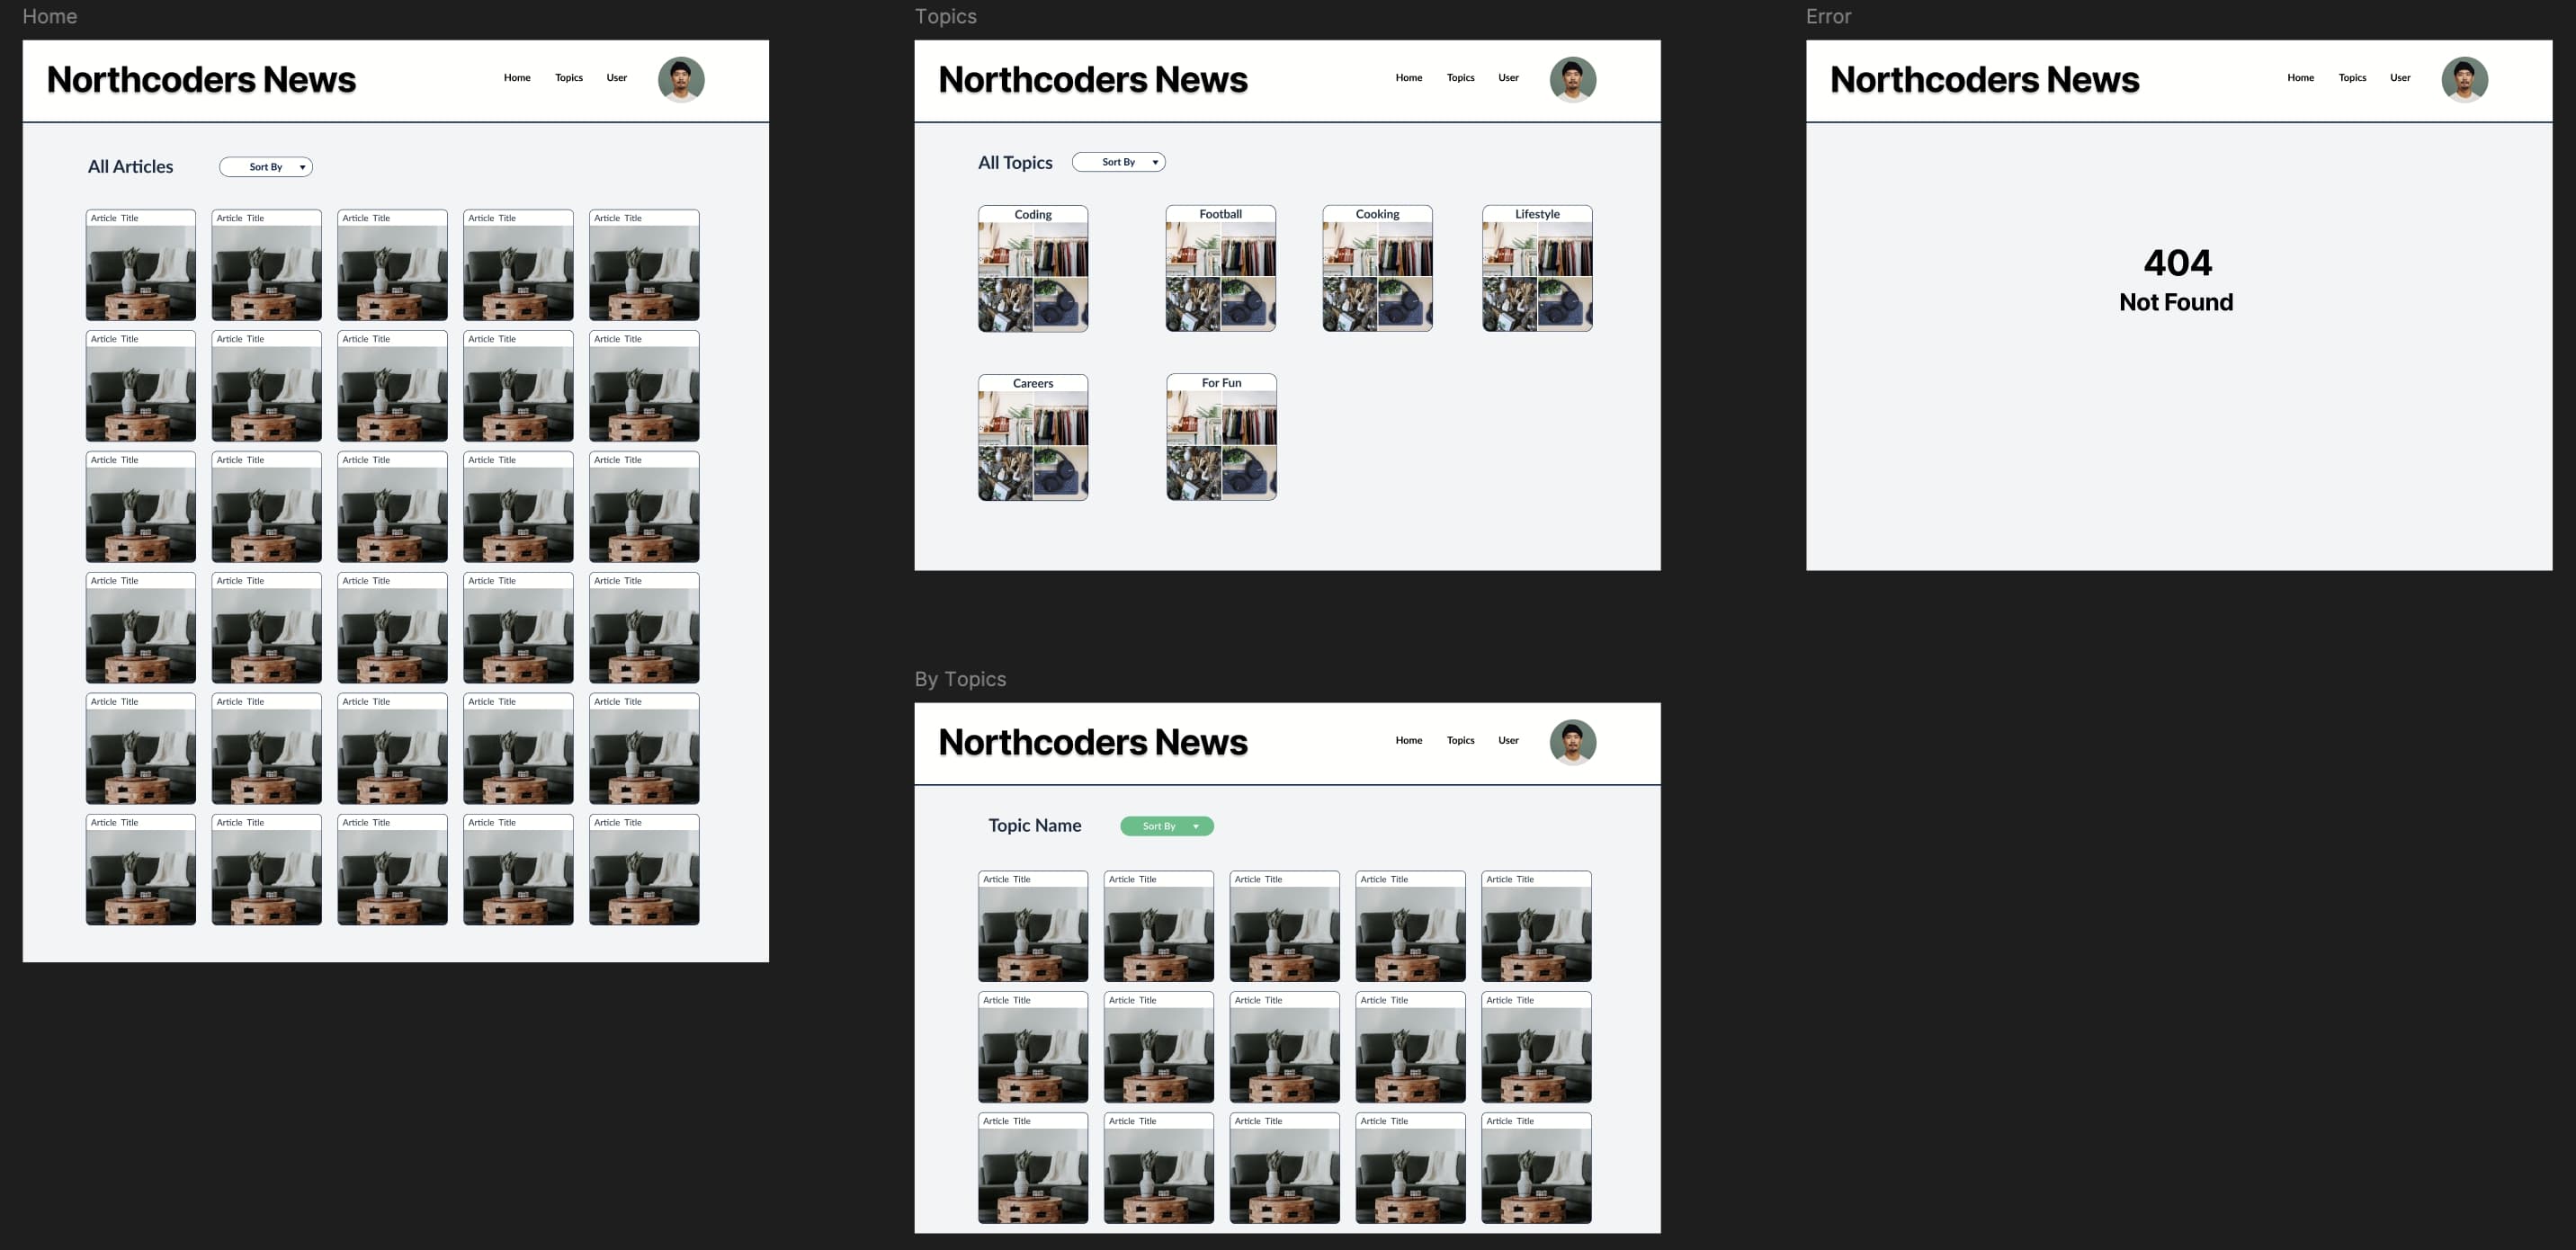 Home
Northcoders News
Home Topics User
All Articles
Sort By
Article Title Article Title Article Title Article Title Article Title
Article Title Article Title Article Title Article Title Article Title
Article Title Article Title Article Title Article Title Article Title
Article Title Article Title Article Title Article Title Article Title
Article Title Article Title Article Title Article Title Article Title
Article Title Article Title Article Title Article Title Article Title
Topics
Northcoders News
Home Topics User
All Topics
Sort By
Coding Football Cooking Lifestyle
Careers For Fun
By Topics
Northcoders News
Home Topics User
Topic Name
Sort By
Article Title Article Title Article Title Article Title Article Title
Article Title Article Title Article Title Article Title Article Title
Article Title Article Title Article Title Article Title Article Title
Error
Northcoders News
Home Topics User
404
Not Found